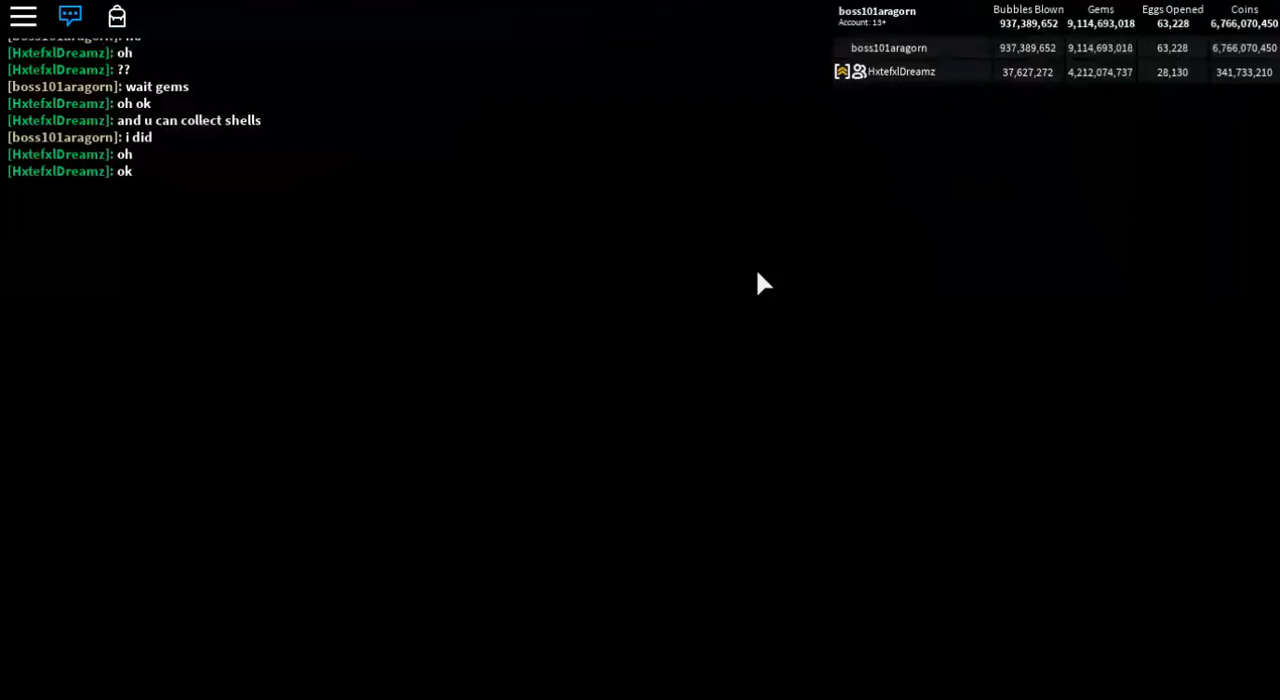 boss101aragorn
Account: 13+
Bubbles Blown Gems Eggs Opened Coins
937,389,652 9,114,693,018 63,228 6,766,070,450
boss101aragorn 937,389,652 9,114,693,018 63,228 6,766,070,450
HxtefxlDreamz 37,627,272 4,212,074,737 28,130 341,733,210
[boss101aragorn]: no
[HxtefxlDreamz]: oh
[HxtefxlDreamz]: ??
[boss101aragorn]: wait gems
[HxtefxlDreamz]: oh ok
[HxtefxlDreamz]: and u can collect shells
[boss101aragorn]: i did
[HxtefxlDreamz]: oh
[HxtefxlDreamz]: ok